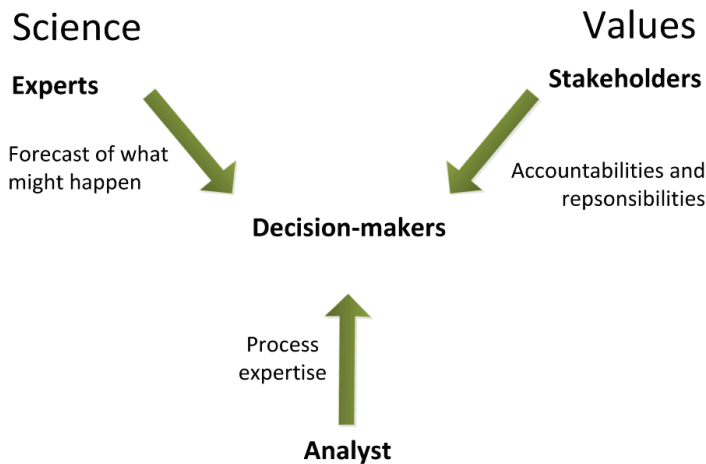 Science
Values
Experts
Stakeholders
Forecast of what
might happen
Accountabilities and
repsonsibilities
Decision-makers
Process
expertise
Analyst